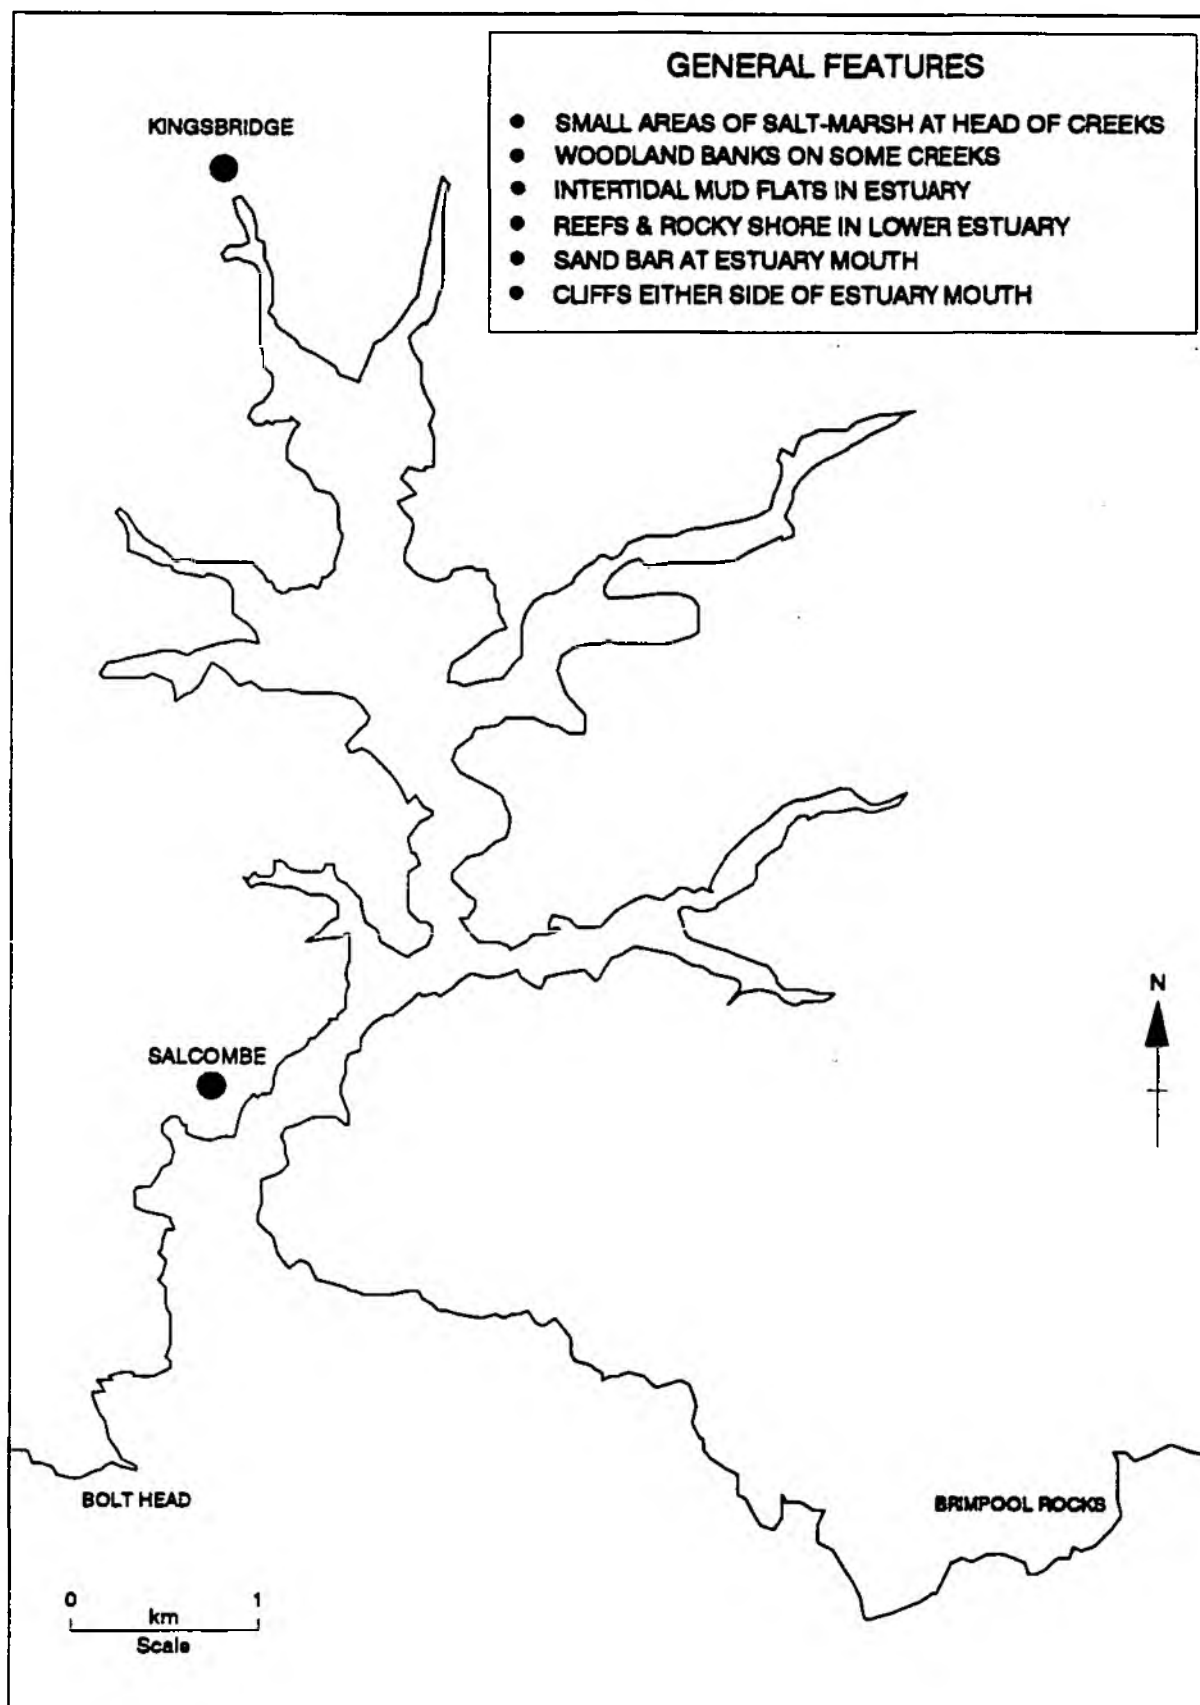 GENERAL FEATURES
● SMALL AREAS OF SALT-MARSH AT HEAD OF CREEKS
● WOODLAND BANKS ON SOME CREEKS
● INTERTIDAL MUD FLATS IN ESTUARY
● REEFS & ROCKY SHORE IN LOWER ESTUARY
● SAND BAR AT ESTUARY MOUTH
● CLIFFS EITHER SIDE OF ESTUARY MOUTH
KINGSBRIDGE
N
SALCOMBE
BOLT HEAD
BRIMPOOL ROCKS
0 1
km
Scale